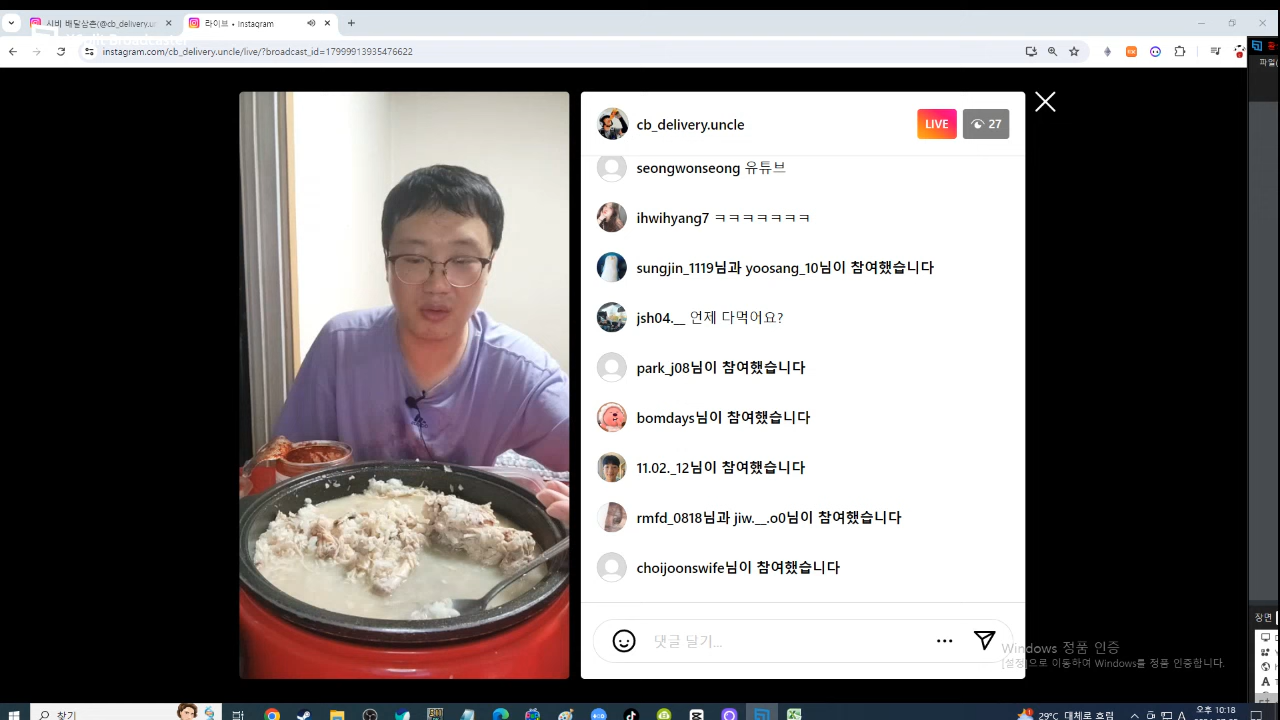 시비 배달삼촌(@cb_delivery.un
라이브 • Instagram
instagram.com/cb_delivery.uncle/live/?broadcast_id=17999913935476622
파일(
cb_delivery.uncle
LIVE
27
seongwonseong 유튜브
ihwihyang7 ㅋㅋㅋㅋㅋㅋㅋ
sungjin_1119님과 yoosang_10님이 참여했습니다
jsh04.__ 언제 다먹어요?
park_j08님이 참여했습니다
bomdays님이 참여했습니다
11.02._12님이 참여했습니다
rmfd_0818님과 jiw.__.o0님이 참여했습니다
choijoonswife님이 참여했습니다
댓글 달기...
Windows 정품 인증
[설정]으로 이동하여 Windows를 정품 인증합니다.
장면
찾기
29°C 대체로 흐림
A
오후 10:18